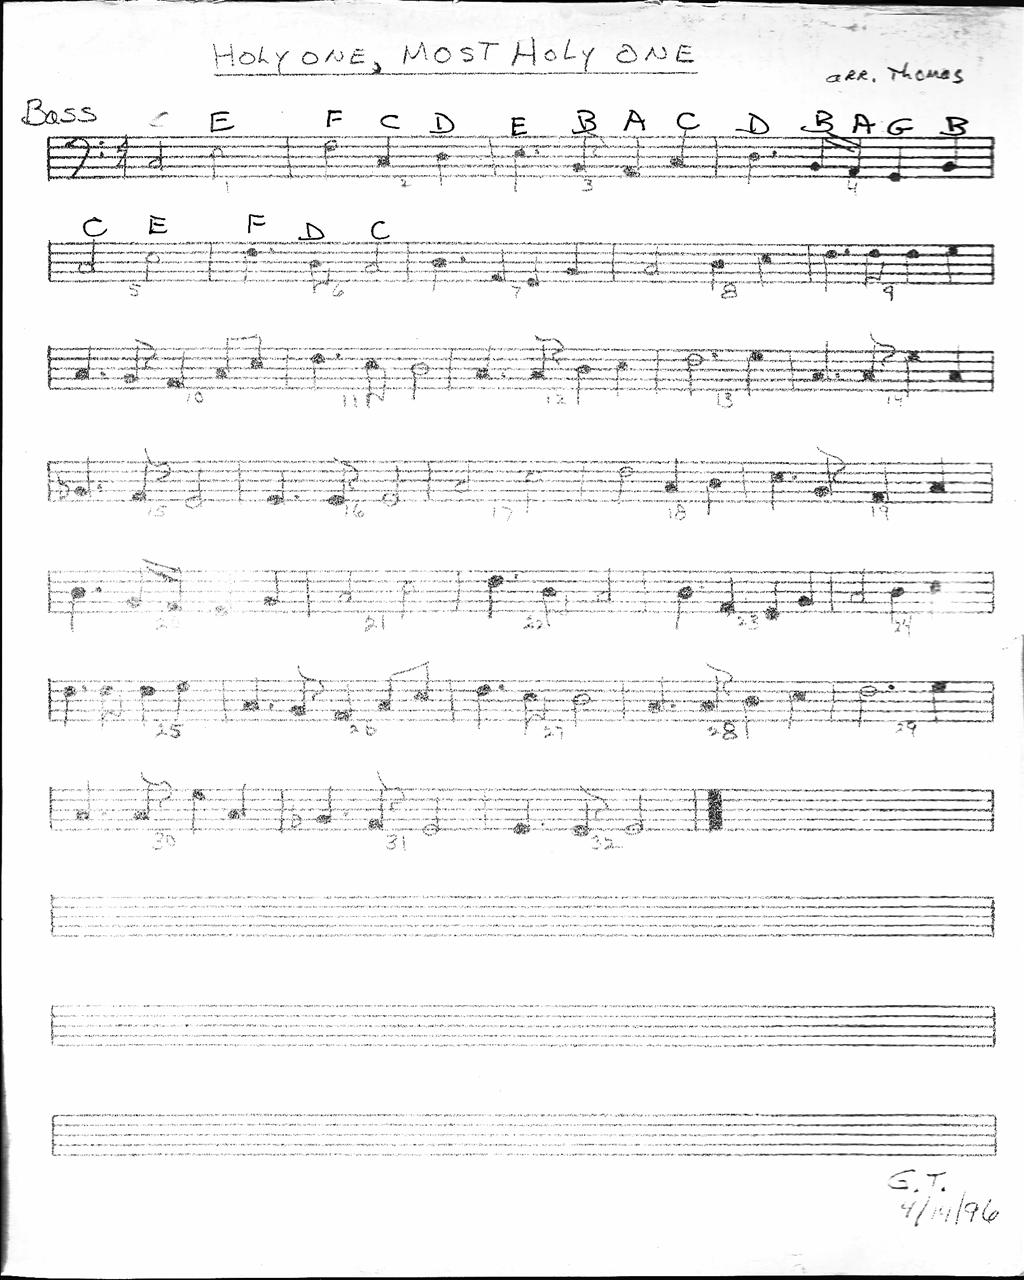 HOLY ONE, MOST HOLY ONE
arr. Thomas
Bass
C E F C D E B A C D B A G B
1 2 3 4
C E F D C
5 6 7 8 9
10 11 12 13 14
15 16 17 18 19
20 21 22 23 24
25 26 27 28 29
D
30 31 32
G.T.
4/14/96